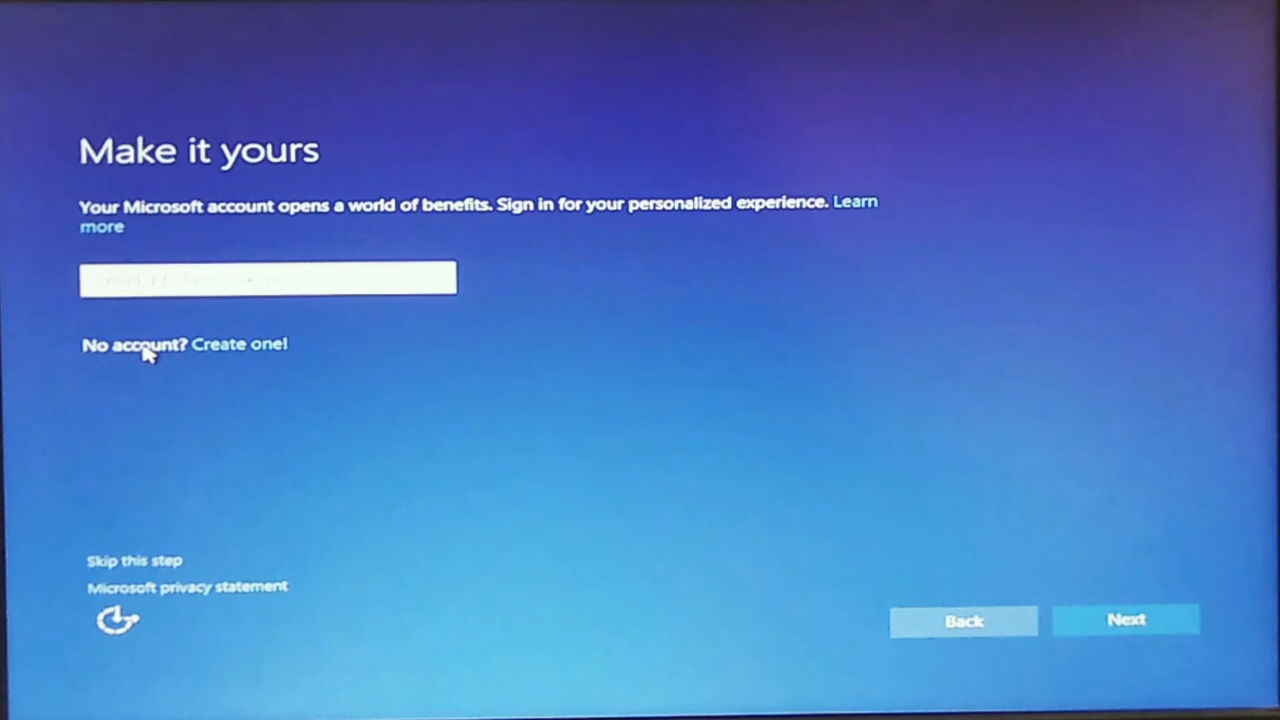 Make it yours
Your Microsoft account opens a world of benefits. Sign in for your personalized experience. Learn
more
No account? Create one!
Skip this step
Microsoft privacy statement
Back
Next